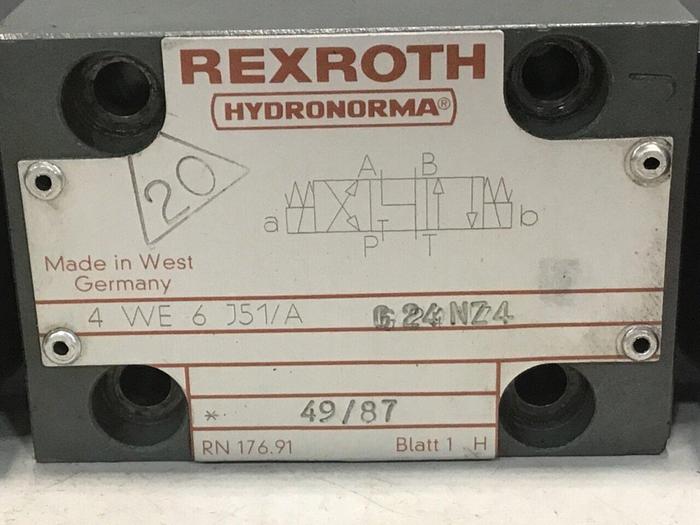 REXROTH
HYDRONORMA®
20
A B
a b
P T
Made in West
Germany
4 WE 6 J51/A G24NZ4
* 49/87
RN 176.91 Blatt 1 H